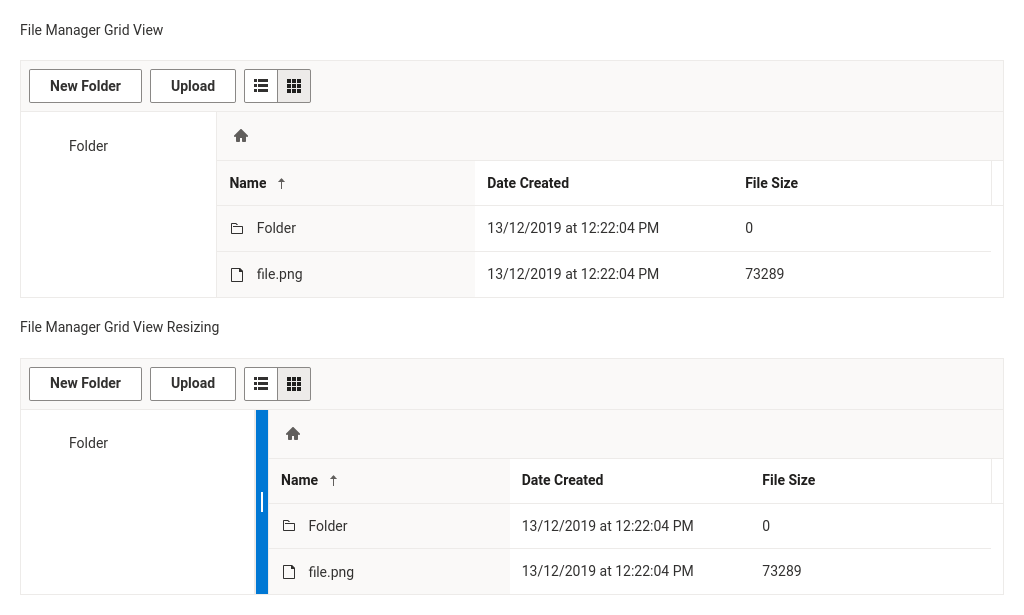 File Manager Grid View
New Folder Upload
Folder
Name Date Created File Size
Folder 13/12/2019 at 12:22:04 PM 0
file.png 13/12/2019 at 12:22:04 PM 73289
File Manager Grid View Resizing
New Folder Upload
Folder
Name Date Created File Size
Folder 13/12/2019 at 12:22:04 PM 0
file.png 13/12/2019 at 12:22:04 PM 73289